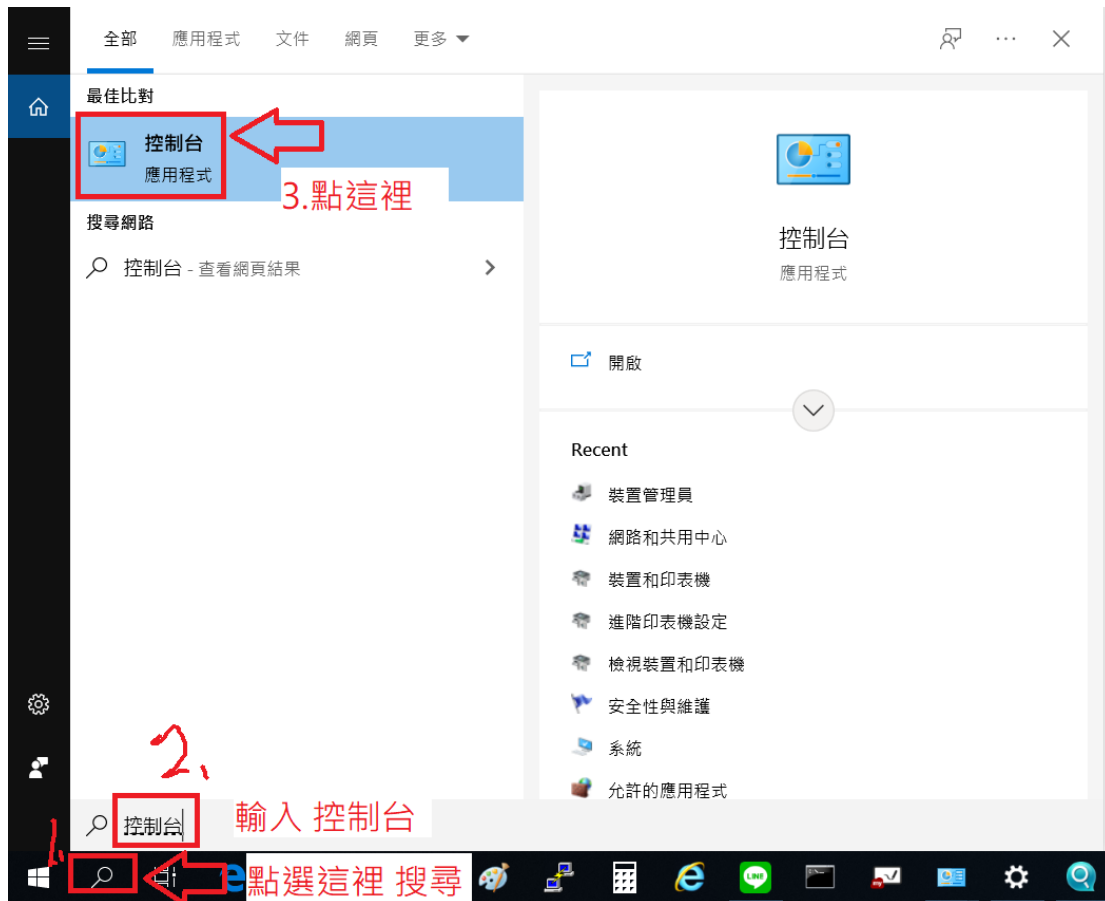 全部 應用程式 文件 網頁 更多
最佳比對
控制台
應用程式
3.點這裡
搜尋網路
控制台 - 查看網頁結果
控制台
應用程式
開啟
Recent
裝置管理員
網路和共用中心
裝置和印表機
進階印表機設定
檢視裝置和印表機
安全性與維護
系統
允許的應用程式
2、
控制台
輸入 控制台
1、
點選這裡 搜尋
LINE